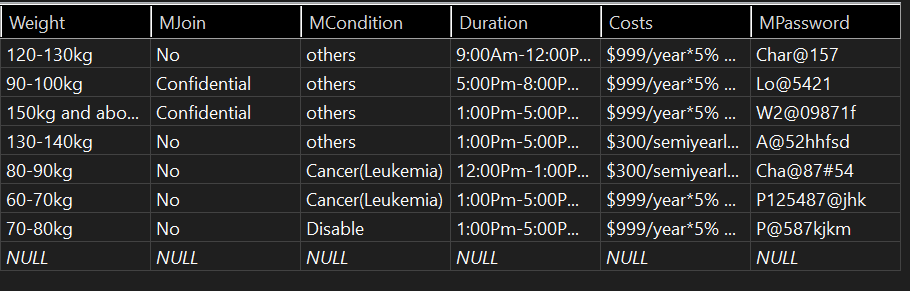 Weight MJoin MCondition Duration Costs MPassword
120-130kg No others 9:00Am-12:00P... $999/year*5% ... Char@157
90-100kg Confidential others 5:00Pm-8:00P... $999/year*5% ... Lo@5421
150kg and abo... Confidential others 1:00Pm-5:00P... $999/year*5% ... W2@09871f
130-140kg No others 1:00Pm-5:00P... $300/semiyearl... A@52hhfsd
80-90kg No Cancer(Leukemia) 12:00Pm-1:00P... $300/semiyearl... Cha@87#54
60-70kg No Cancer(Leukemia) 1:00Pm-5:00P... $999/year*5% ... P125487@jhk
70-80kg No Disable 1:00Pm-5:00P... $999/year*5% ... P@587kjkm
NULL NULL NULL NULL NULL NULL